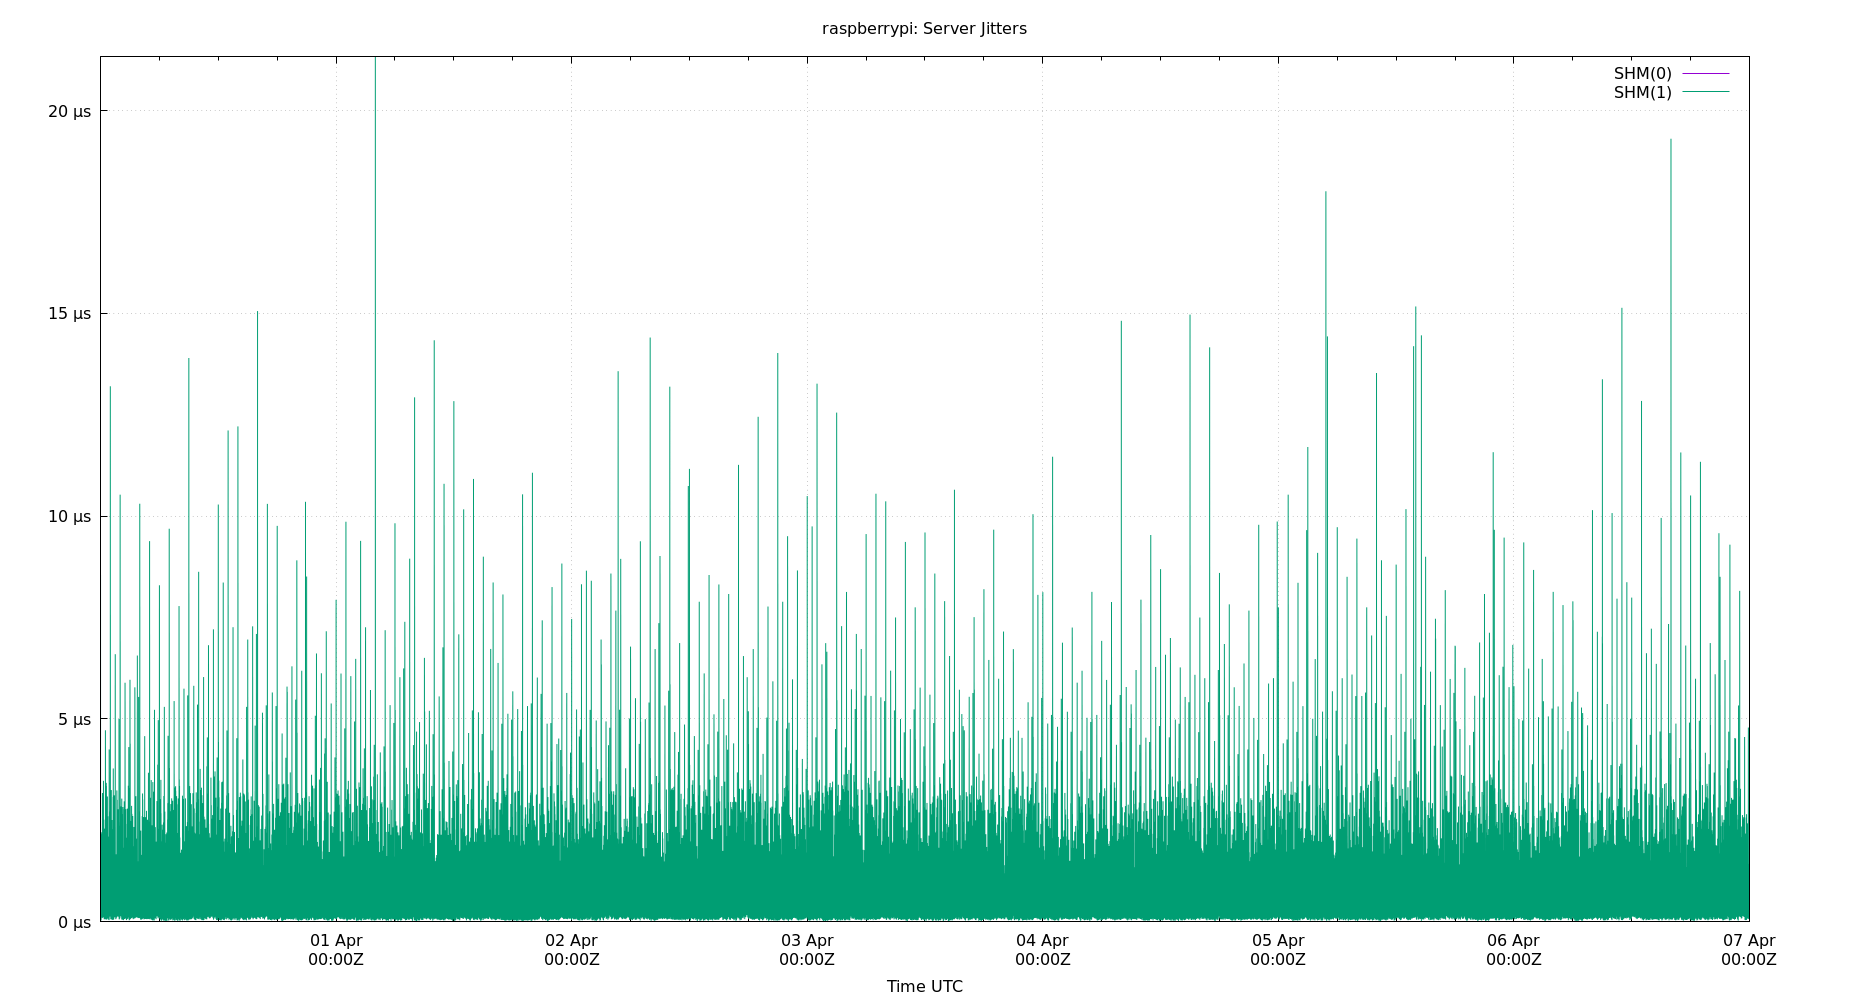 raspberrypi: Server Jitters
SHM(0)
SHM(1)
20 µs
15 µs
10 µs
5 µs
0 µs
01 Apr 02 Apr 03 Apr 04 Apr 05 Apr 06 Apr 07 Apr
00:00Z 00:00Z 00:00Z 00:00Z 00:00Z 00:00Z 00:00Z
Time UTC